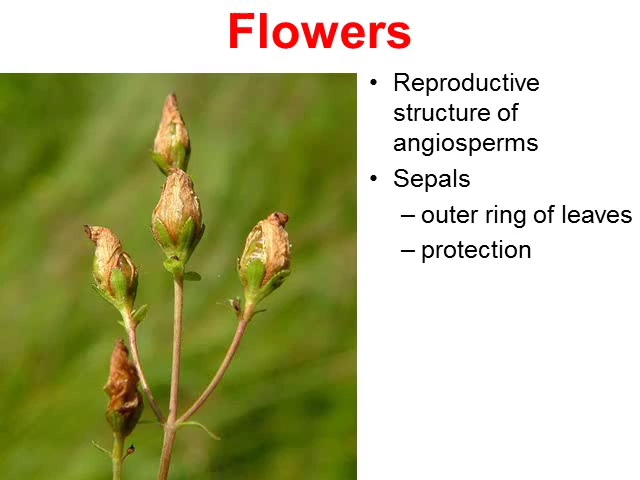 Flowers
• Reproductive
structure of
angiosperms
• Sepals
– outer ring of leaves
– protection